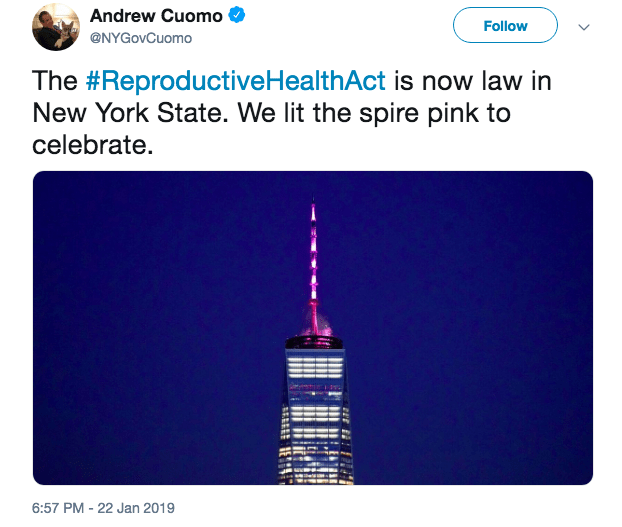 Andrew Cuomo
@NYGovCuomo
Follow
The #ReproductiveHealthAct is now law in
New York State. We lit the spire pink to
celebrate.
6:57 PM - 22 Jan 2019